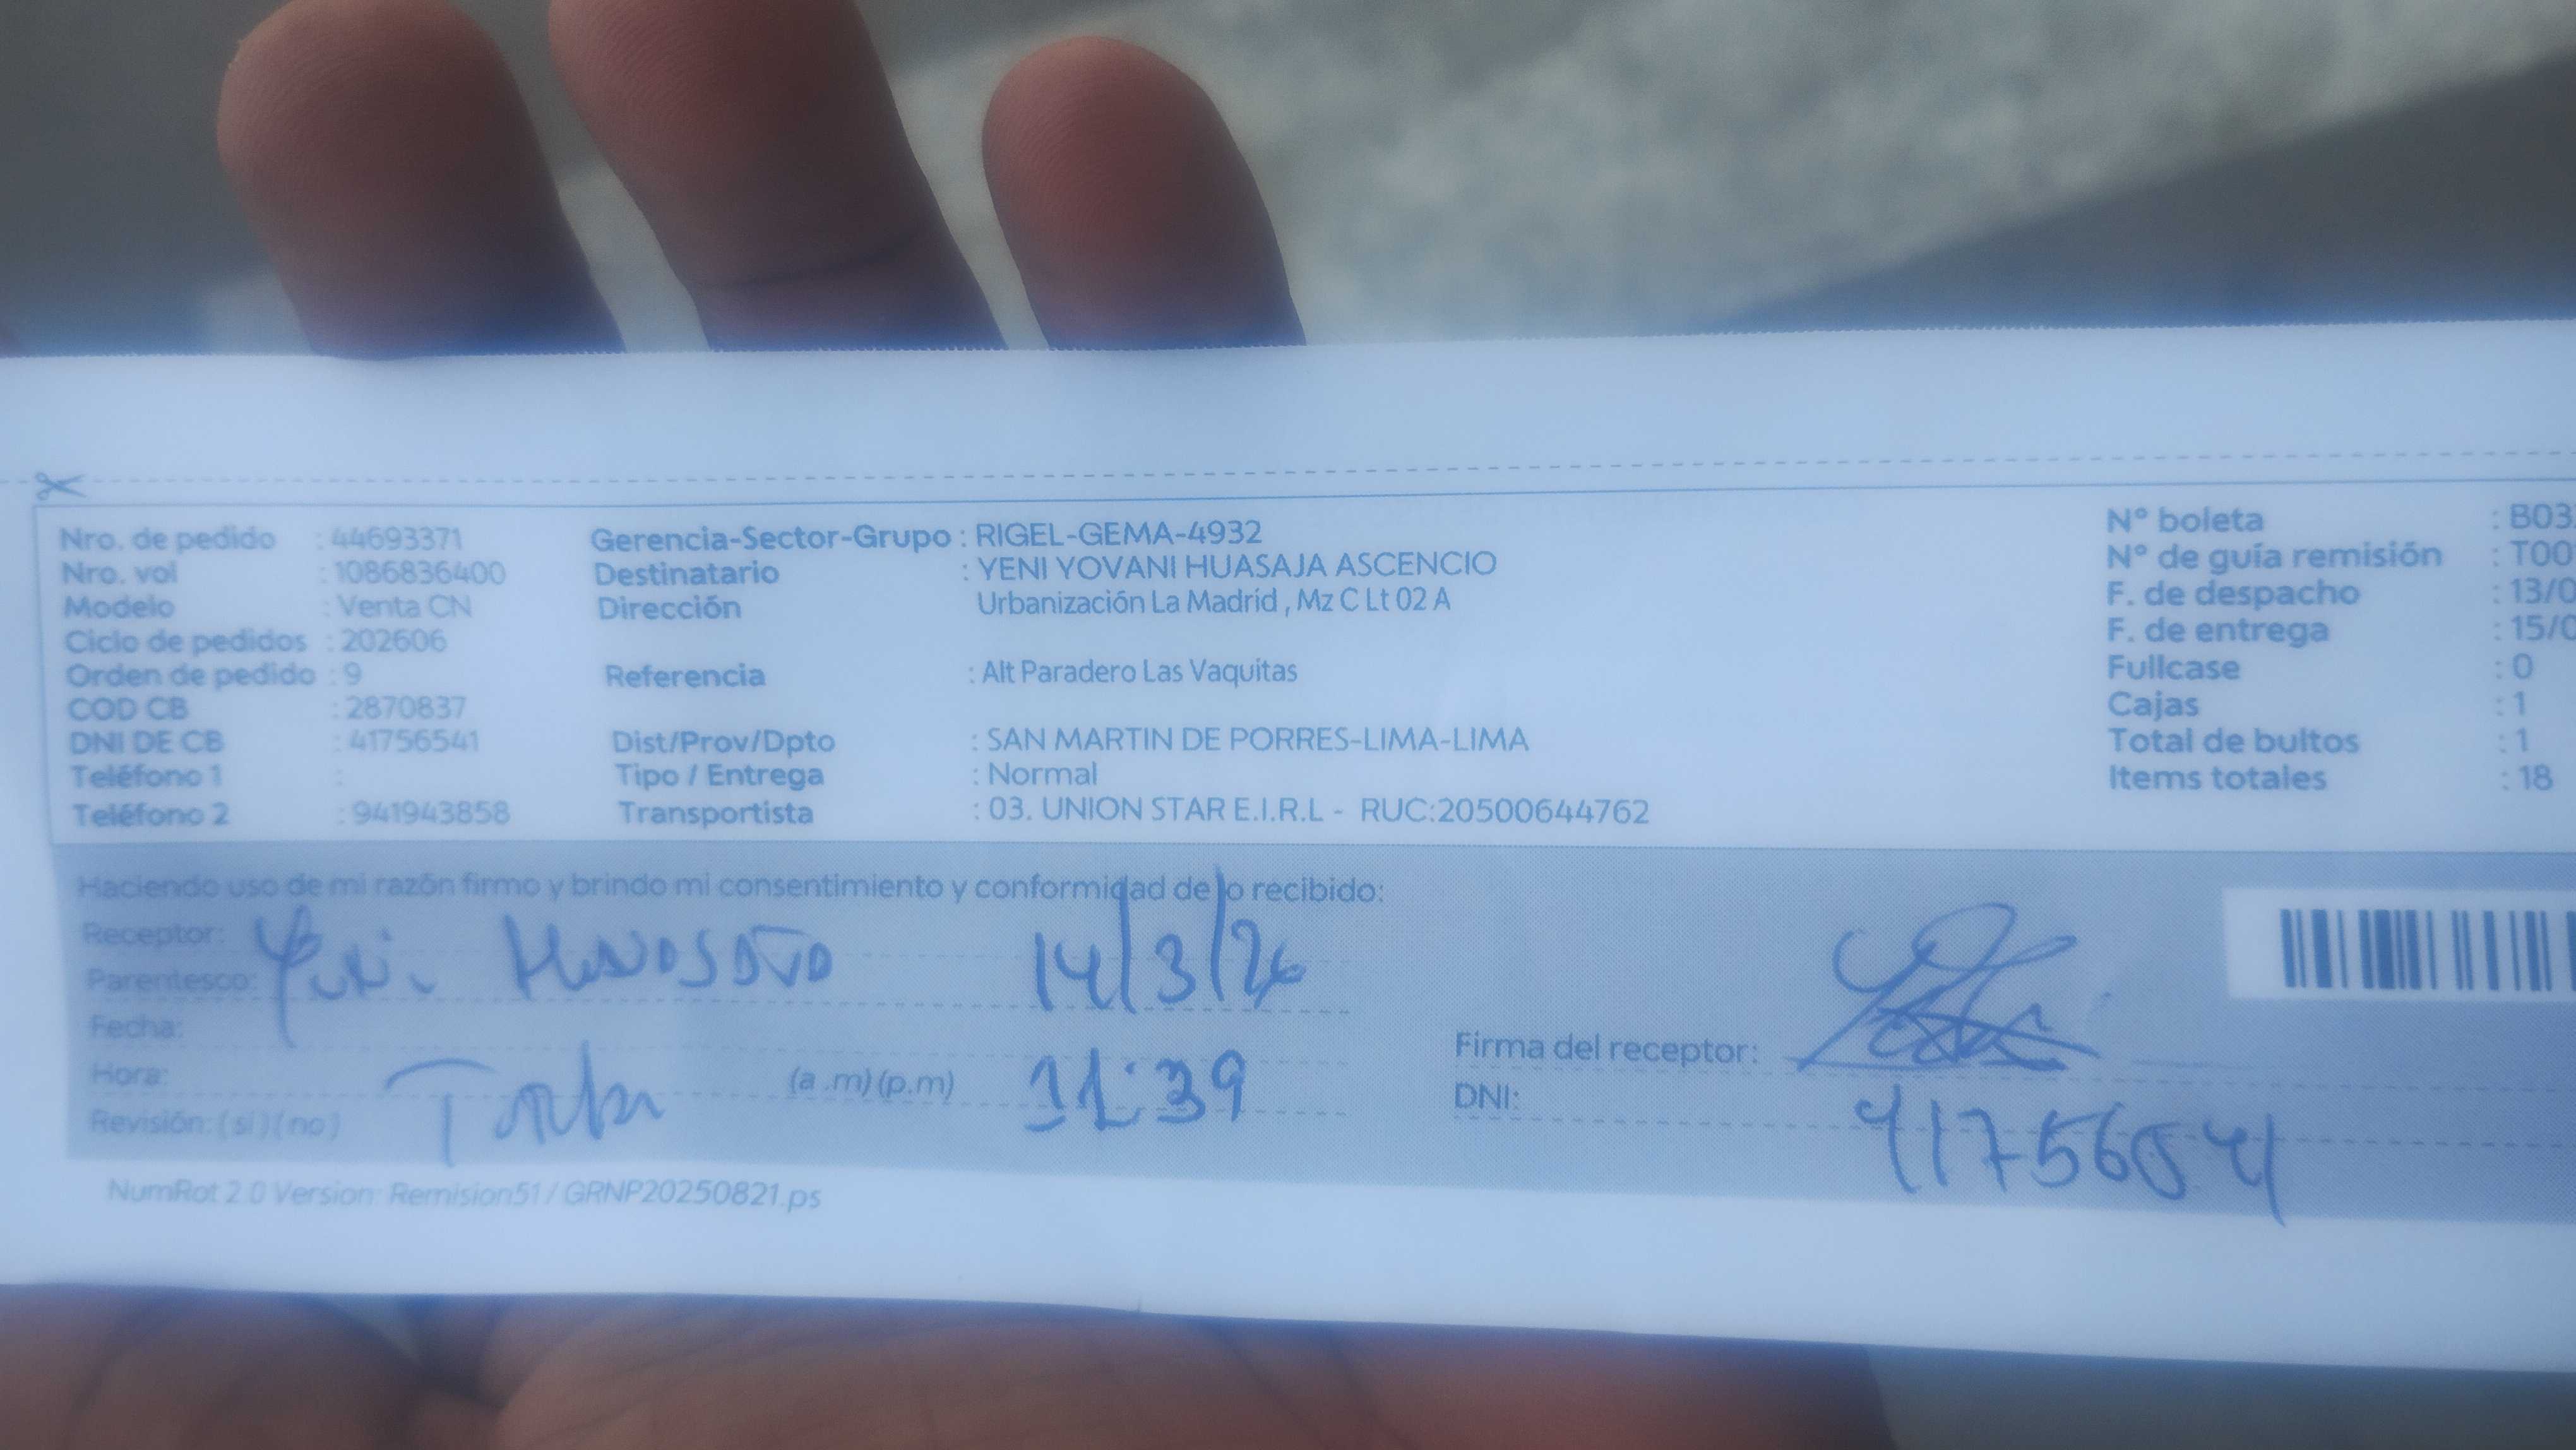 Nro. de pedido : 44693371 Gerencia-Sector-Grupo : RIGEL-GEMA-4932 Nº boleta : B03
Nro. vol : 1086836400 Destinatario : YENI YOVANI HUASAJA ASCENCIO Nº de guía remisión : T00
Modelo : Venta CN Dirección Urbanización La Madrid , Mz C Lt 02 A F. de despacho : 13/0
Ciclo de pedidos : 202606 F. de entrega : 15/0
Orden de pedido : 9 Referencia : Alt Paradero Las Vaquitas Fullcase : 0
COD CB : 2870837 Cajas : 1
DNI DE CB : 41756541 Dist/Prov/Dpto : SAN MARTIN DE PORRES-LIMA-LIMA Total de bultos : 1
Teléfono 1 : Tipo / Entrega : Normal Items totales : 18
Teléfono 2 : 941943858 Transportista : 03. UNION STAR E.I.R.L - RUC:20500644762
Haciendo uso de mi razón firmo y brindo mi consentimiento y conformidad de lo recibido:
Receptor:
Parentesco: 14/3/26
Fecha:
Firma del receptor:
Hora: (a .m) (p.m) 11:39
DNI: 41756541
Revisión: (si) (no)
NumRot 2.0 Version: Remision51 / GRNP20250821.ps